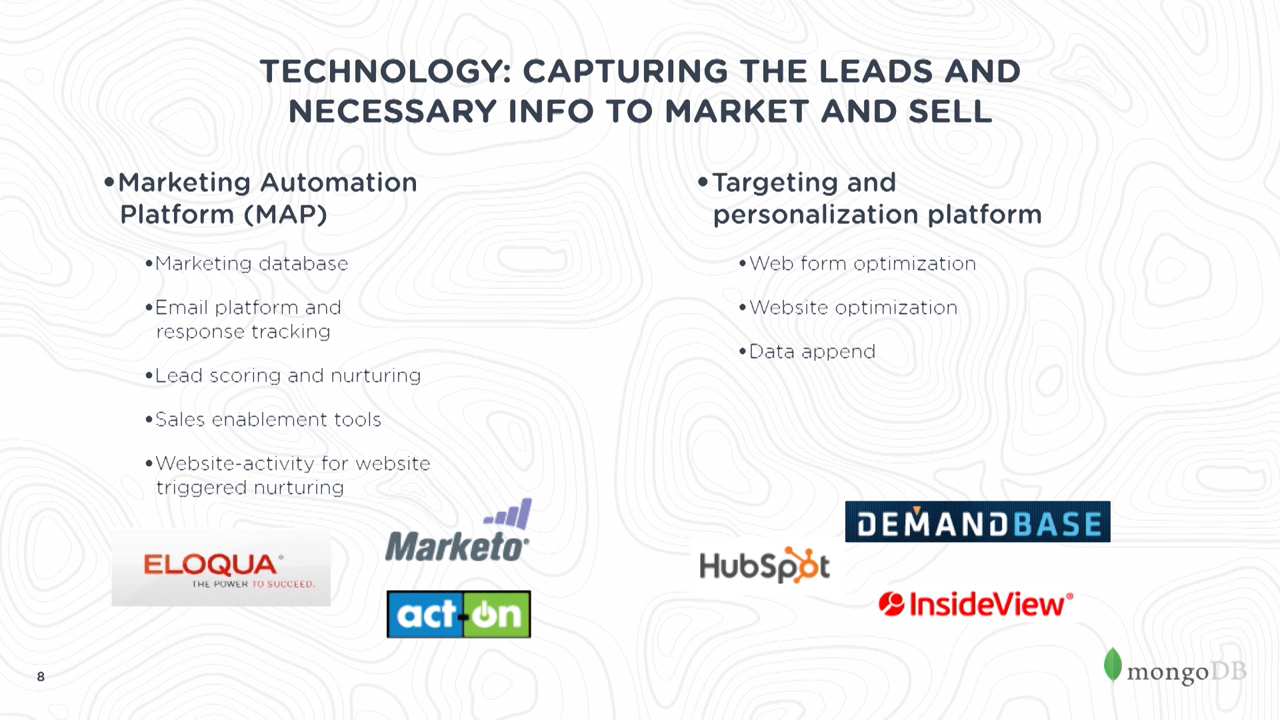 TECHNOLOGY: CAPTURING THE LEADS AND
NECESSARY INFO TO MARKET AND SELL
•Marketing Automation
Platform (MAP)
•Marketing database
•Email platform and
response tracking
•Lead scoring and nurturing
•Sales enablement tools
•Website-activity for website
triggered nurturing
ELOQUA®
THE POWER TO SUCCEED.
Marketo®
act-on
•Targeting and
personalization platform
•Web form optimization
•Website optimization
•Data append
DEMANDBASE
HubSpot
InsideView®
8
mongoDB